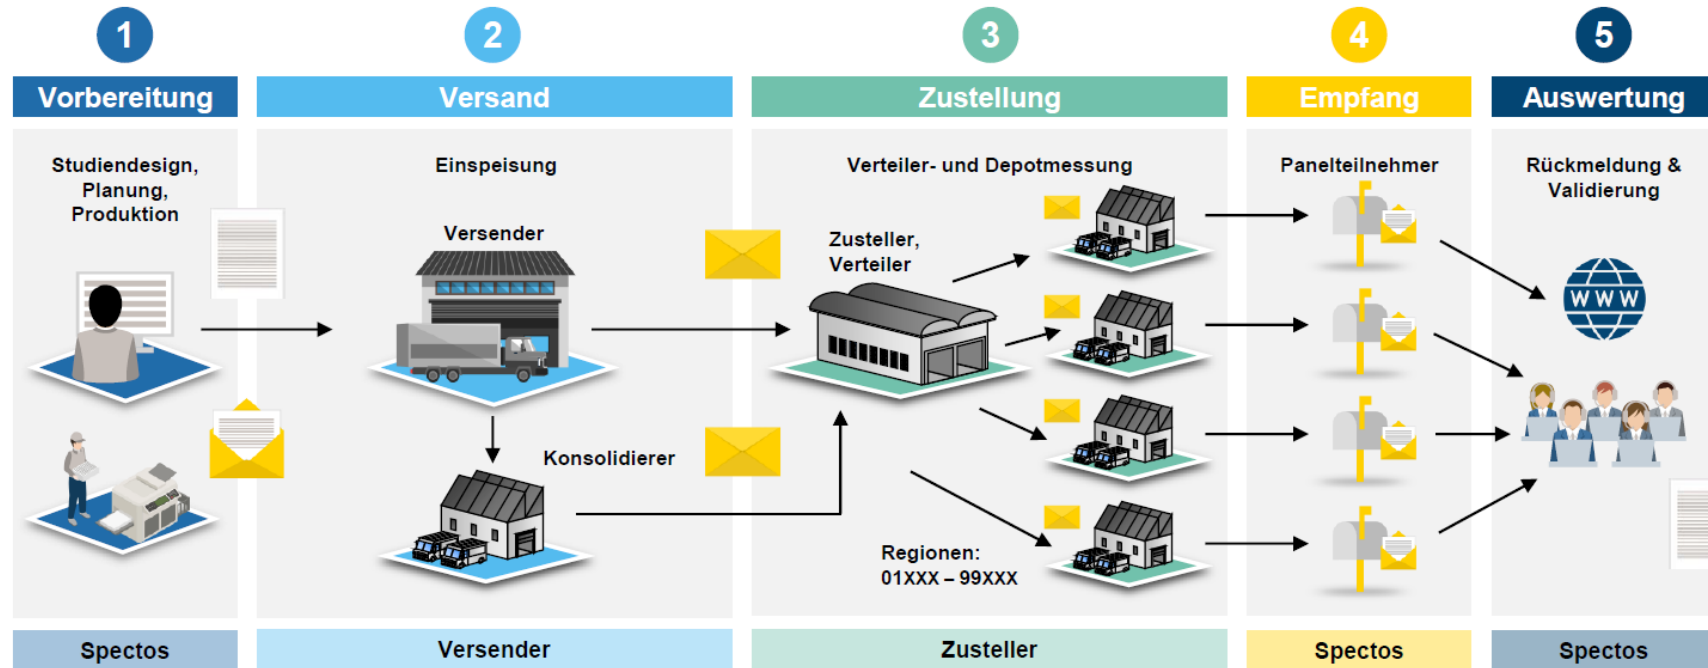 1
2
3
4
5
Vorbereitung
Versand
Zustellung
Empfang
Auswertung
Studiendesign,
Planung,
Produktion
Einspeisung
Versender
Konsolidierer
Verteiler- und Depotmessung
Zusteller,
Verteiler
Regionen:
01XXX – 99XXX
Panelteilnehmer
Rückmeldung &
Validierung
WWW
Spectos
Versender
Zusteller
Spectos
Spectos